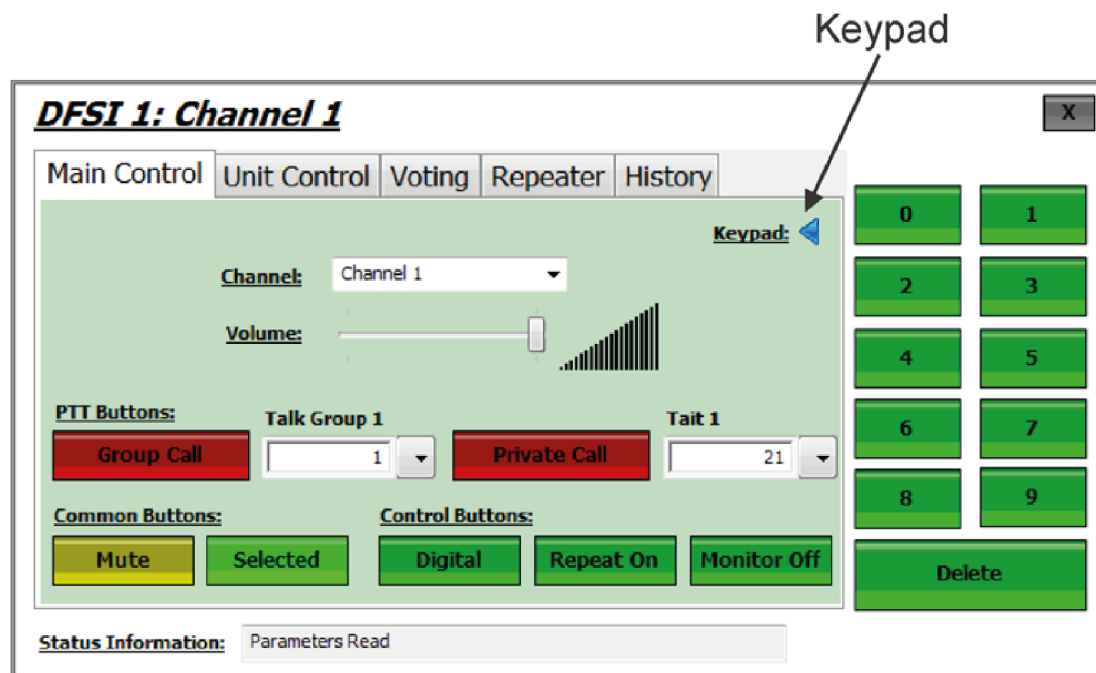 Keypad
DFSI 1: Channel 1
X
Main Control Unit Control Voting Repeater History
Keypad:
Channel: Channel 1
Volume:
PTT Buttons: Talk Group 1 Tait 1
Group Call 1 Private Call 21
Common Buttons: Control Buttons:
Mute Selected Digital Repeat On Monitor Off
0 1
2 3
4 5
6 7
8 9
Delete
Status Information: Parameters Read